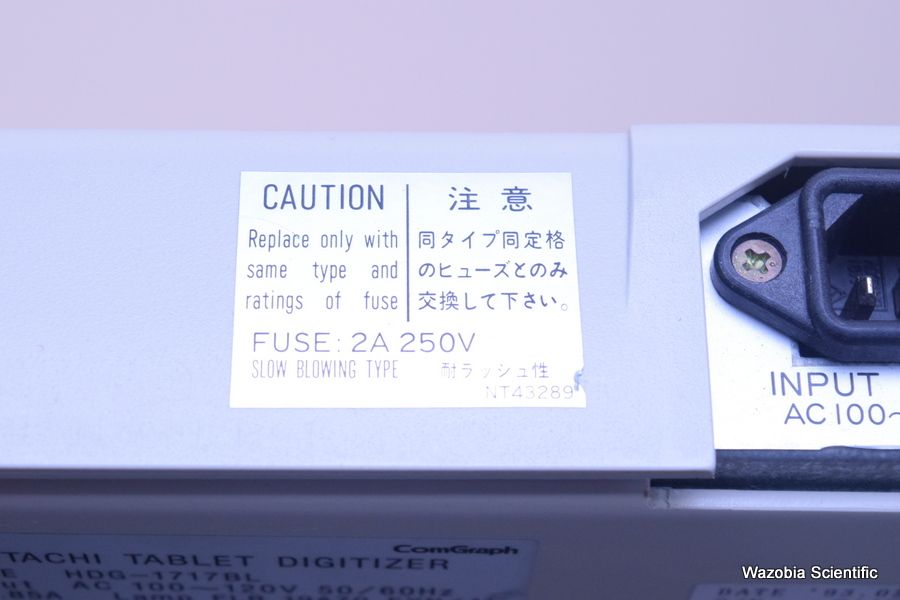 CAUTION
Replace only with
same type and
ratings of fuse
注意
同タイプ同定格
のヒューズとのみ
交換して下さい。
FUSE: 2A 250V
SLOW BLOWING TYPE 耐ラッシュ性
NT43289
INPUT
AC100~
ComGraph
TACHI TABLET DIGITIZER
HDG-1717BL
AC 100-120V 50/60Hz
DATE '93.02
Wazobia Scientific